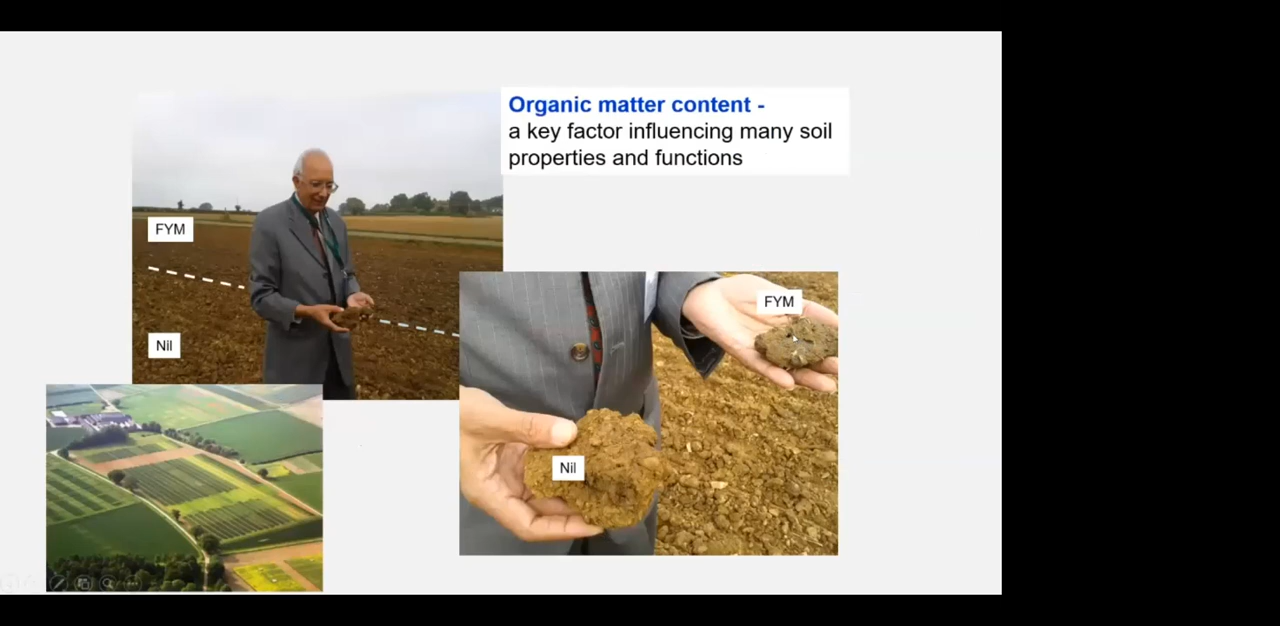 Organic matter content -
a key factor influencing many soil
properties and functions
FYM
Nil
FYM
Nil